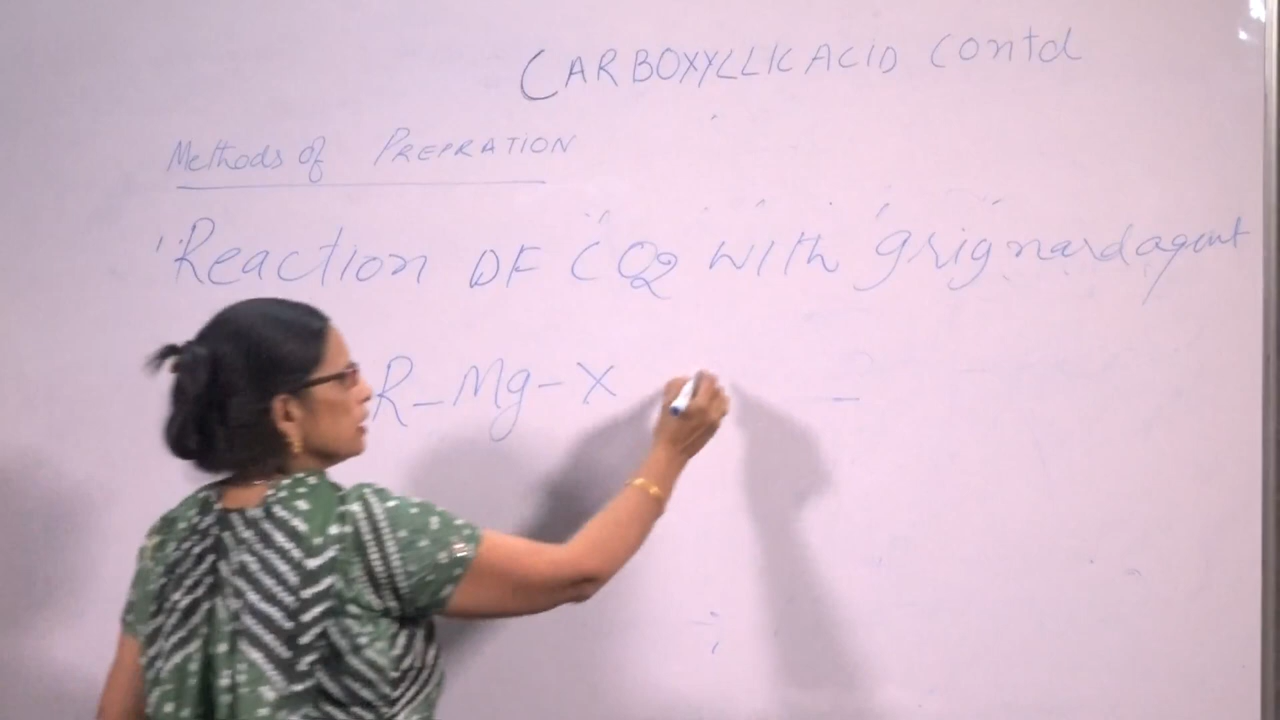 CARBOXYLLIC ACID Contd
Methods of PREPRATION
Reaction OF CO2 with grignard agent
R-Mg-X